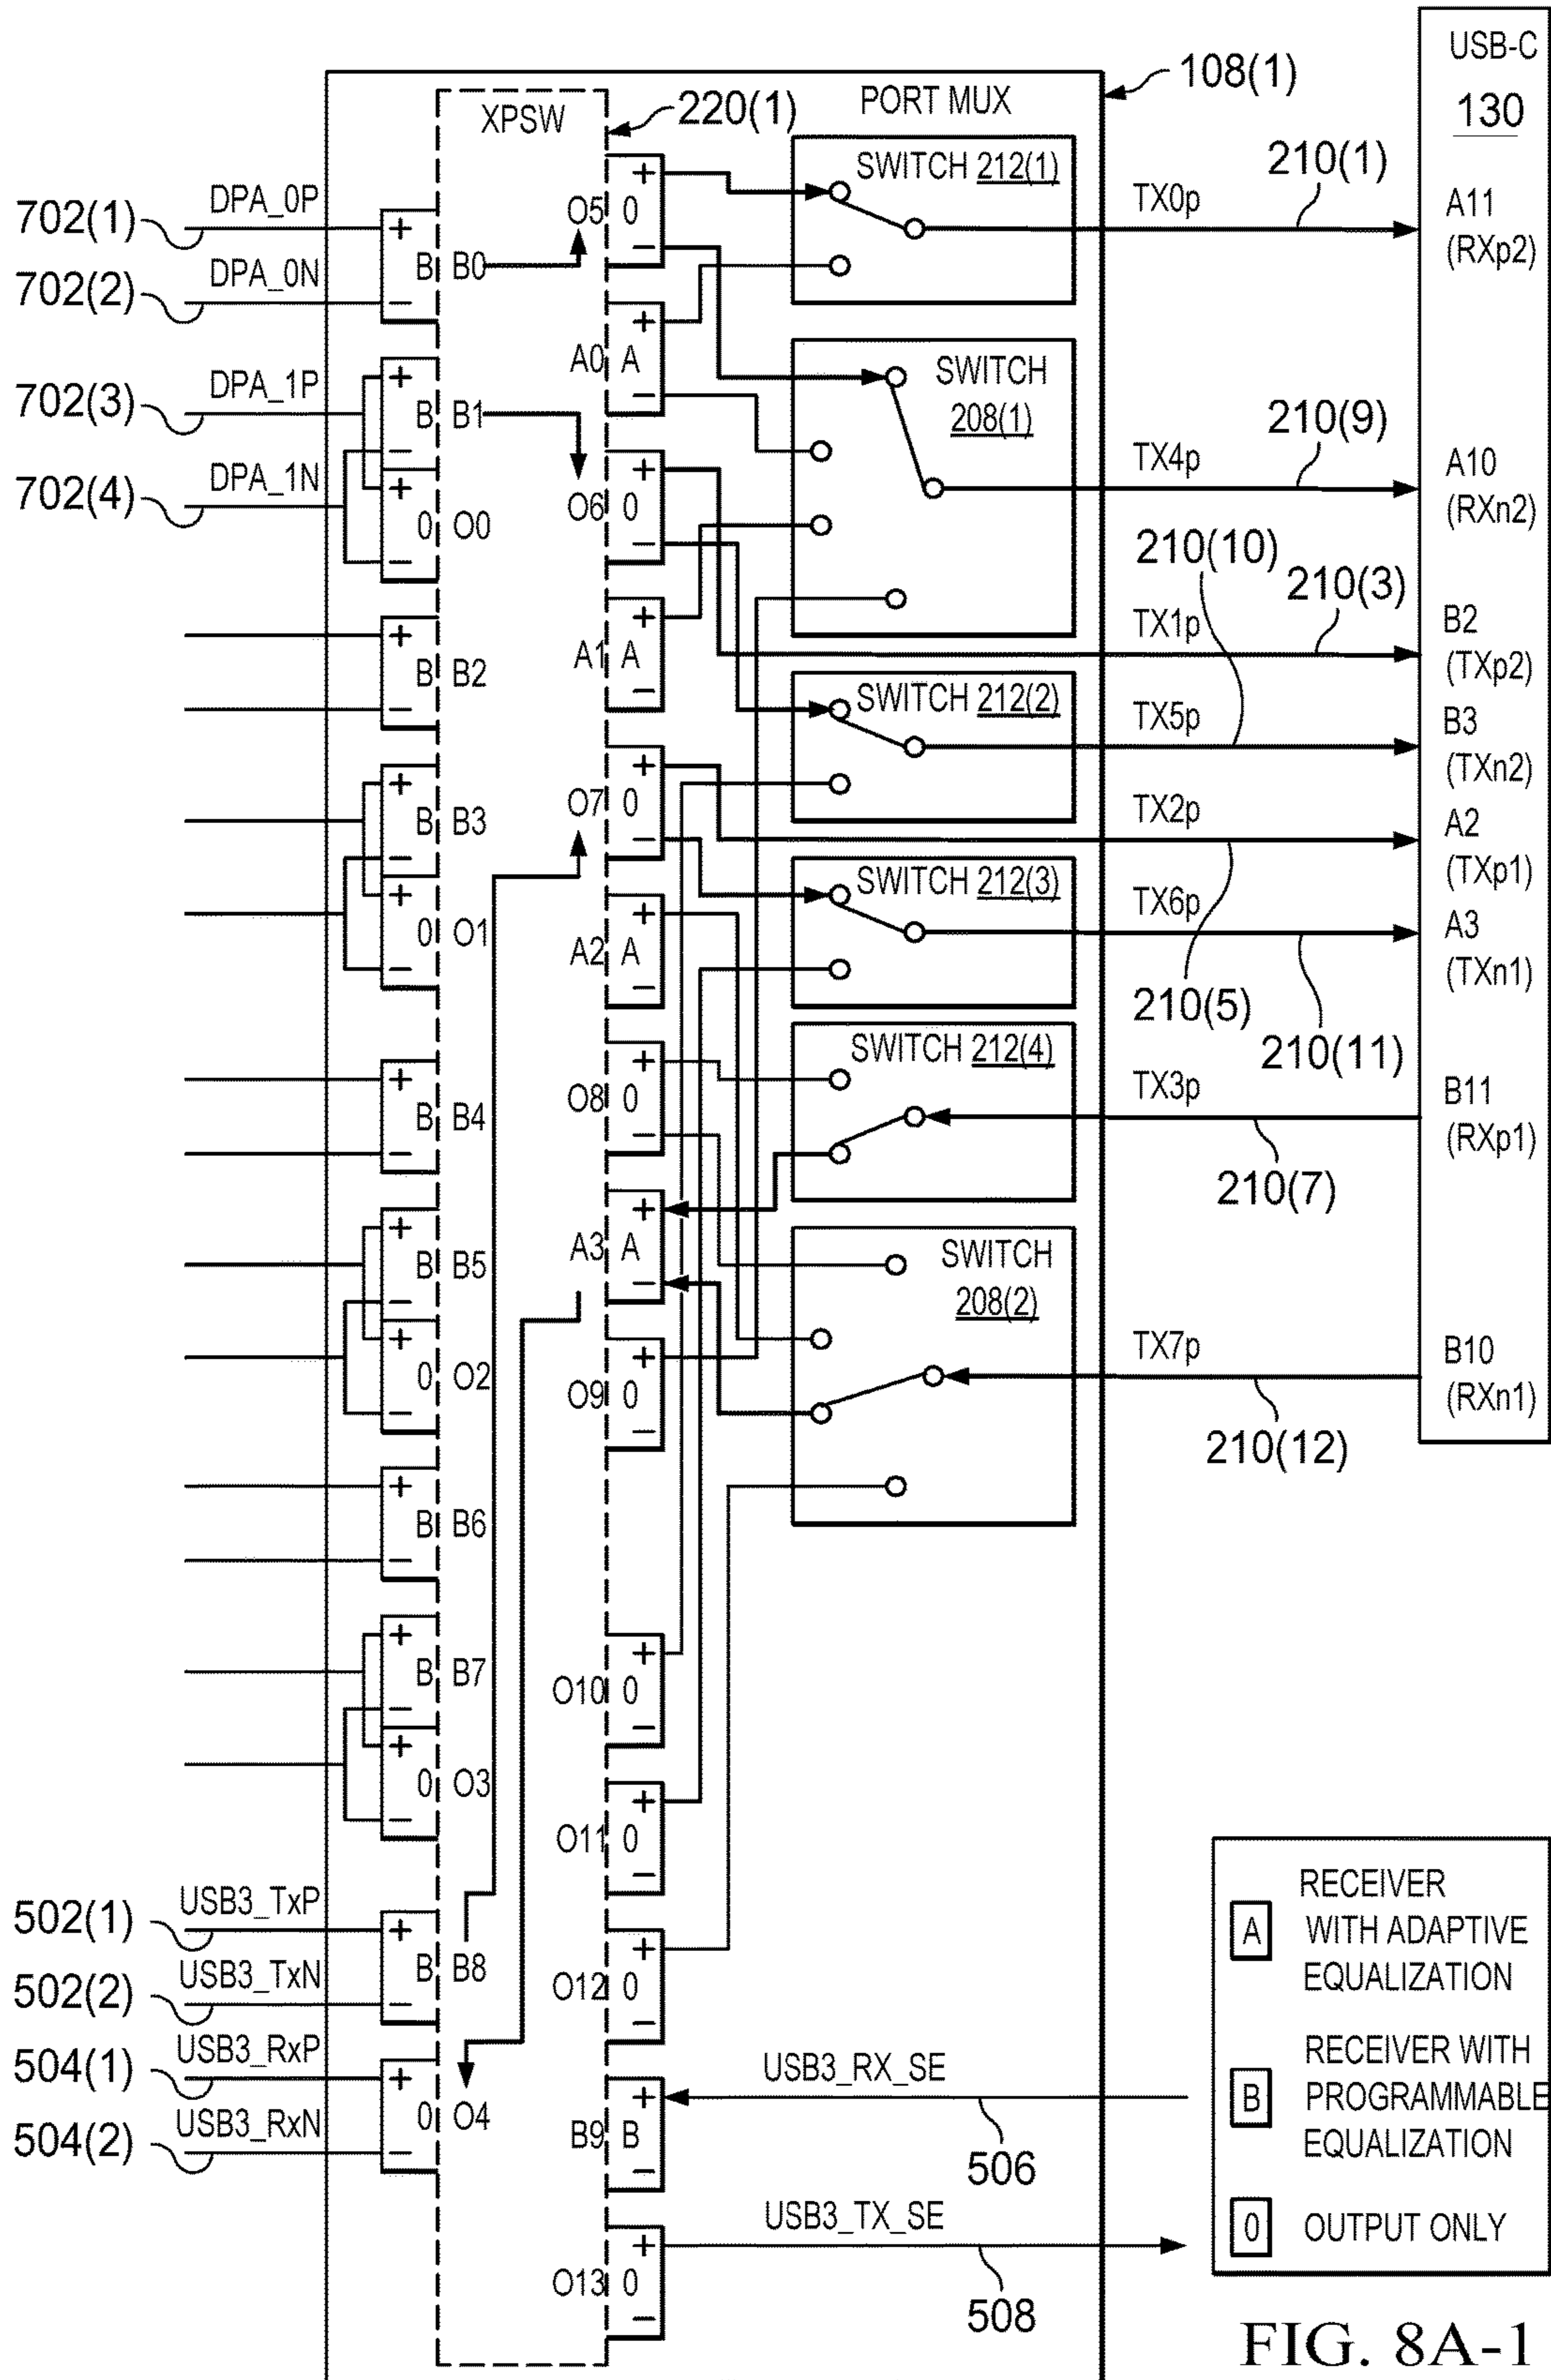 USB-C
130
108(1)
PORT MUX
XPSW
220(1)
SWITCH 212(1)
210(1)
TX0p
A11
(RXp2)
702(1)
DPA_0P
702(2)
DPA_0N
+
B
B0
−
O5
+
0
−
A0
+
A
−
SWITCH
208(1)
210(9)
TX4p
A10
(RXn2)
702(3)
DPA_1P
702(4)
DPA_1N
+
B
B1
−
+
0
O0
−
O6
+
0
−
210(10)
210(3)
TX1p
B2
(TXp2)
+
B
B2
−
A1
+
A
−
SWITCH 212(2)
TX5p
B3
(TXn2)
+
B
B3
−
+
0
O1
−
O7
+
0
−
TX2p
A2
(TXp1)
SWITCH 212(3)
TX6p
A3
(TXn1)
A2
+
A
−
210(5)
210(11)
+
B
B4
−
O8
+
0
−
SWITCH 212(4)
TX3p
B11
(RXp1)
210(7)
+
B
B5
−
+
0
O2
−
A3
+
A
−
SWITCH
208(2)
O9
+
0
−
TX7p
B10
(RXn1)
210(12)
+
B
B6
−
+
B
B7
−
+
0
O3
−
O10
+
0
−
O11
+
0
−
502(1)
USB3_TxP
502(2)
USB3_TxN
+
B
B8
−
O12
+
0
−
504(1)
USB3_RxP
504(2)
USB3_RxN
+
0
O4
−
B9
+
B
−
USB3_RX_SE
506
O13
+
0
−
USB3_TX_SE
508
A
RECEIVER
WITH ADAPTIVE
EQUALIZATION
B
RECEIVER WITH
PROGRAMMABLE
EQUALIZATION
0
OUTPUT ONLY
FIG. 8A-1